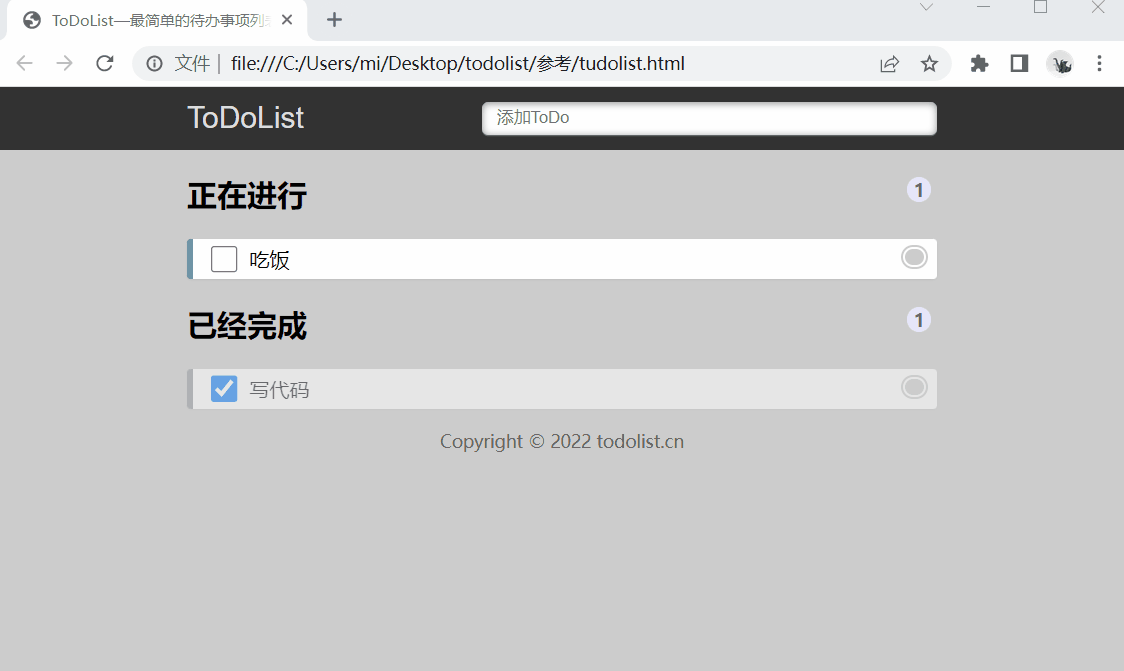 ToDoList—最简单的待办事项列
文件 file:///C:/Users/mi/Desktop/todolist/参考/tudolist.html
ToDoList 添加ToDo
正在进行 1
吃饭
已经完成 1
写代码
Copyright © 2022 todolist.cn